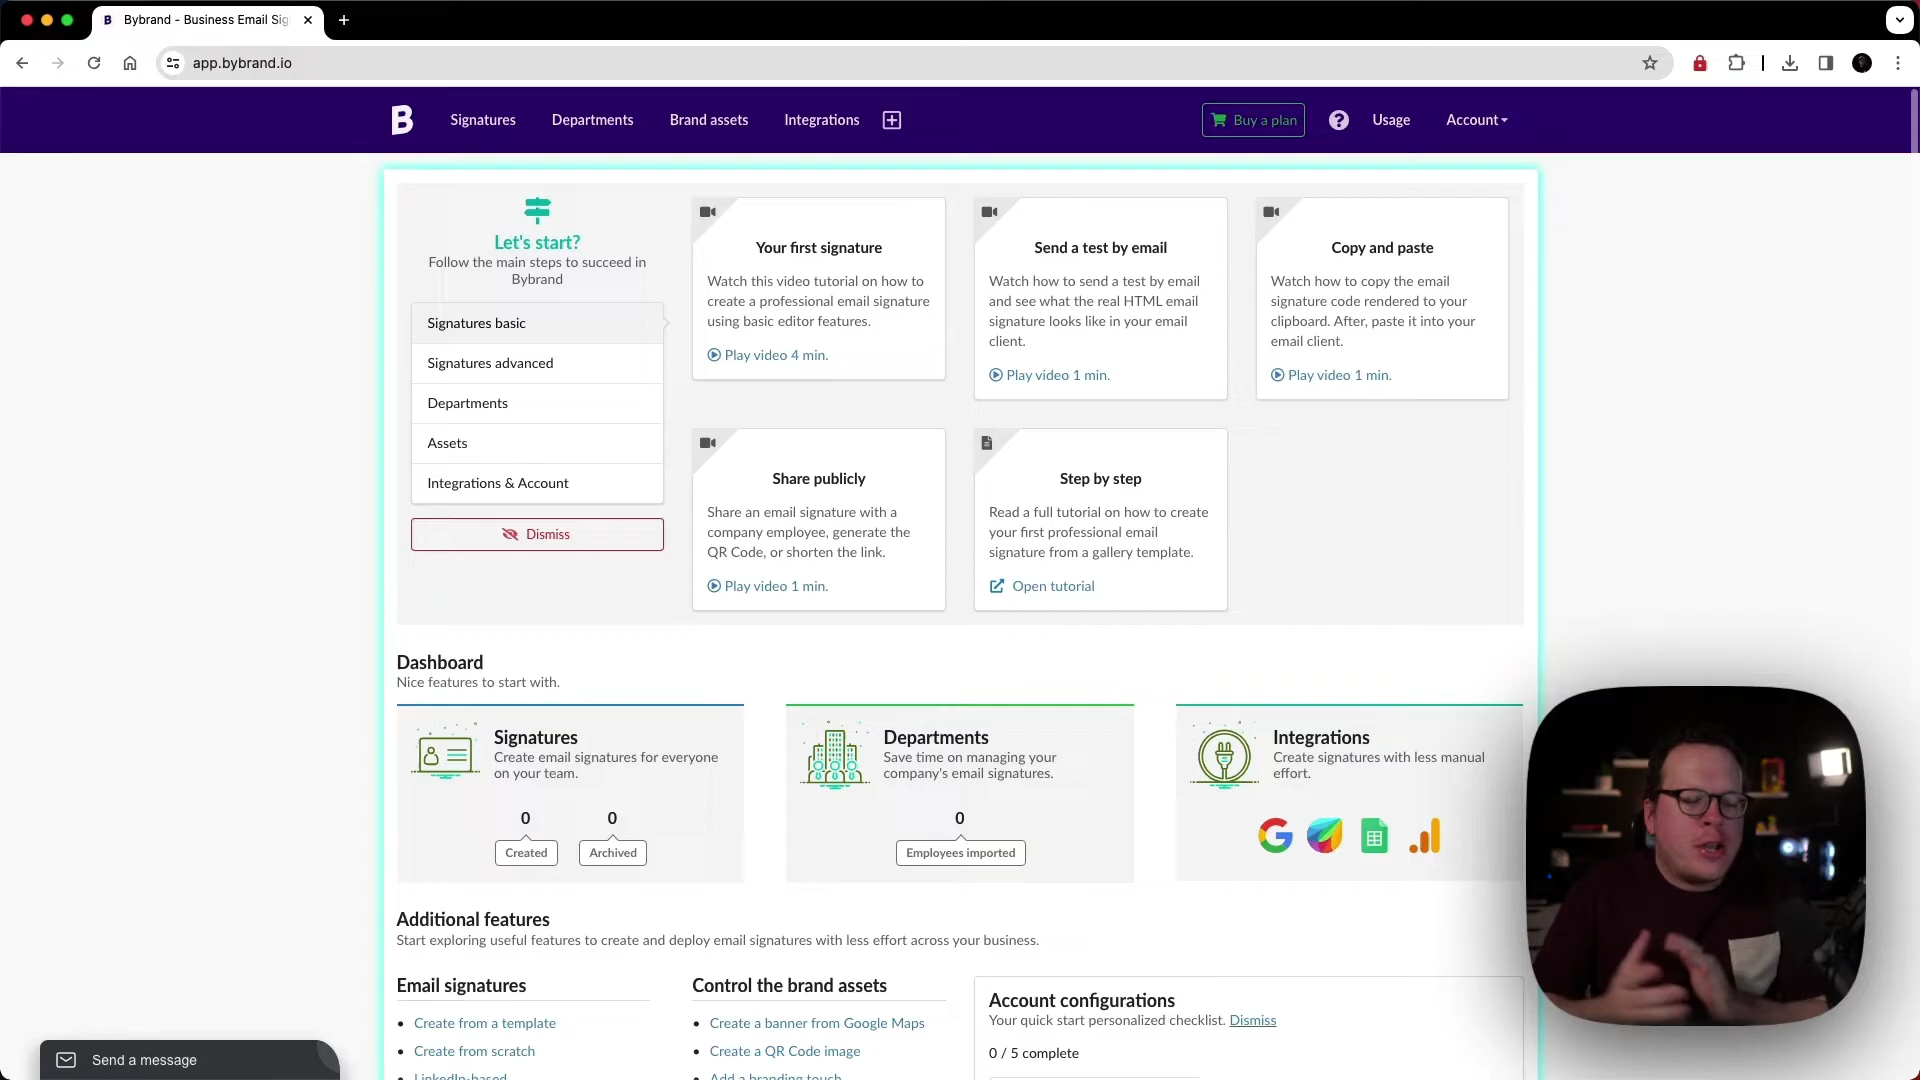 Bybrand - Business Email Sig
app.bybrand.io
B Signatures Departments Brand assets Integrations Buy a plan Usage Account
Let's start?
Follow the main steps to succeed in
Bybrand
Signatures basic
Signatures advanced
Departments
Assets
Integrations & Account
Dismiss
Your first signature
Watch this video tutorial on how to
create a professional email signature
using basic editor features.
Play video 4 min.
Send a test by email
Watch how to send a test by email
and see what the real HTML email
signature looks like in your email
client.
Play video 1 min.
Copy and paste
Watch how to copy the email
signature code rendered to your
clipboard. After, paste it into your
email client.
Play video 1 min.
Share publicly
Share an email signature with a
company employee, generate the
QR Code, or shorten the link.
Play video 1 min.
Step by step
Read a full tutorial on how to create
your first professional email
signature from a gallery template.
Open tutorial
Dashboard
Nice features to start with.
Signatures
Create email signatures for everyone
on your team.
0 0
Created Archived
Departments
Save time on managing your
company's email signatures.
0
Employees imported
Integrations
Create signatures with less manual
effort.
Additional features
Start exploring useful features to create and deploy email signatures with less effort across your business.
Email signatures
Create from a template
Create from scratch
LinkedIn-based
Control the brand assets
Create a banner from Google Maps
Create a QR Code image
Add a branding touch
Account configurations
Your quick start personalized checklist. Dismiss
0 / 5 complete
Send a message